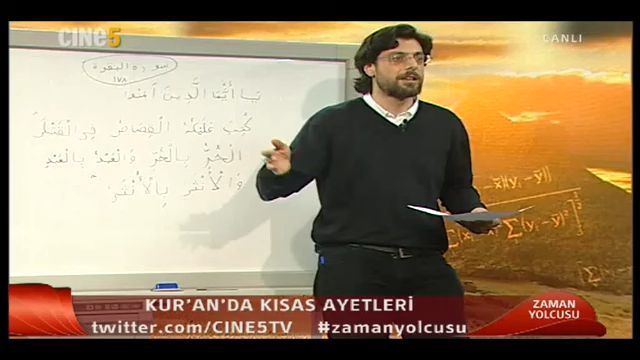 CINE5
CANLI
سورة البقرة
١٧٨
يا أيها الذين آمنوا
كتب عليكم القصاص في القتلى
الحر بالحر والعبد بالعبد
والأنثى بالأنثى
KUR'AN'DA KISAS AYETLERİ
ZAMAN
YOLCUSU
twitter.com/CINE5TV #zamanyolcusu